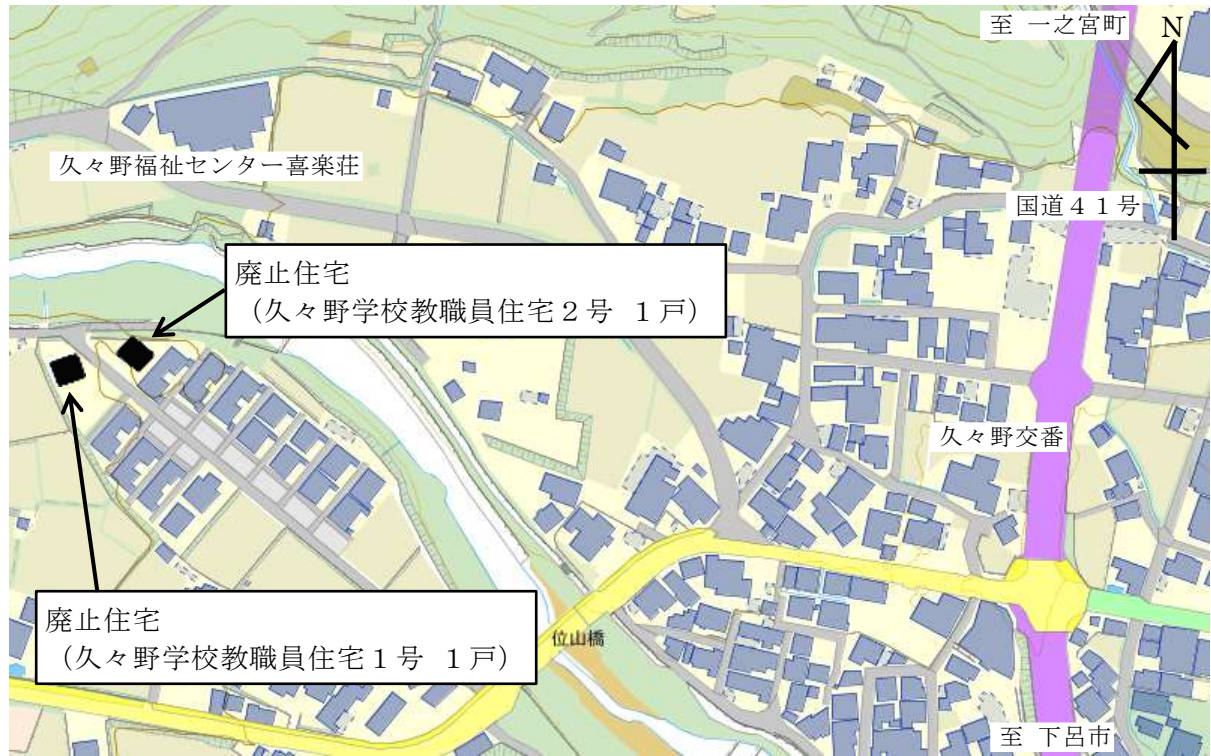 至 一之宮町
N
久々野福祉センター喜楽荘
国道４１号
廃止住宅
（久々野学校教職員住宅２号 １戸）
久々野交番
廃止住宅
（久々野学校教職員住宅１号 １戸）
位山橋
至 下呂市